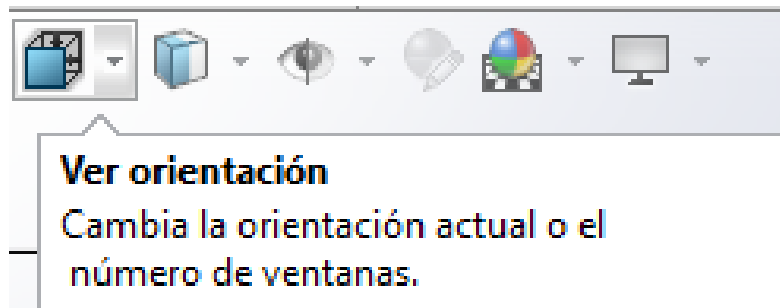 Ver orientación
Cambia la orientación actual o el
número de ventanas.